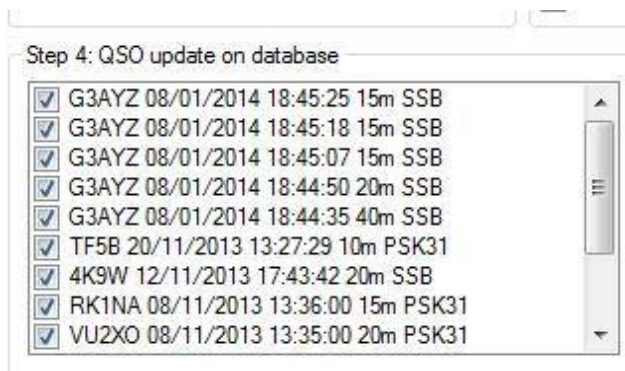 Step 4: QSO update on database
G3AYZ 08/01/2014 18:45:25 15m SSB
G3AYZ 08/01/2014 18:45:18 15m SSB
G3AYZ 08/01/2014 18:45:07 15m SSB
G3AYZ 08/01/2014 18:44:50 20m SSB
G3AYZ 08/01/2014 18:44:35 40m SSB
TF5B 20/11/2013 13:27:29 10m PSK31
4K9W 12/11/2013 17:43:42 20m SSB
RK1NA 08/11/2013 13:36:00 15m PSK31
VU2XO 08/11/2013 13:35:00 20m PSK31